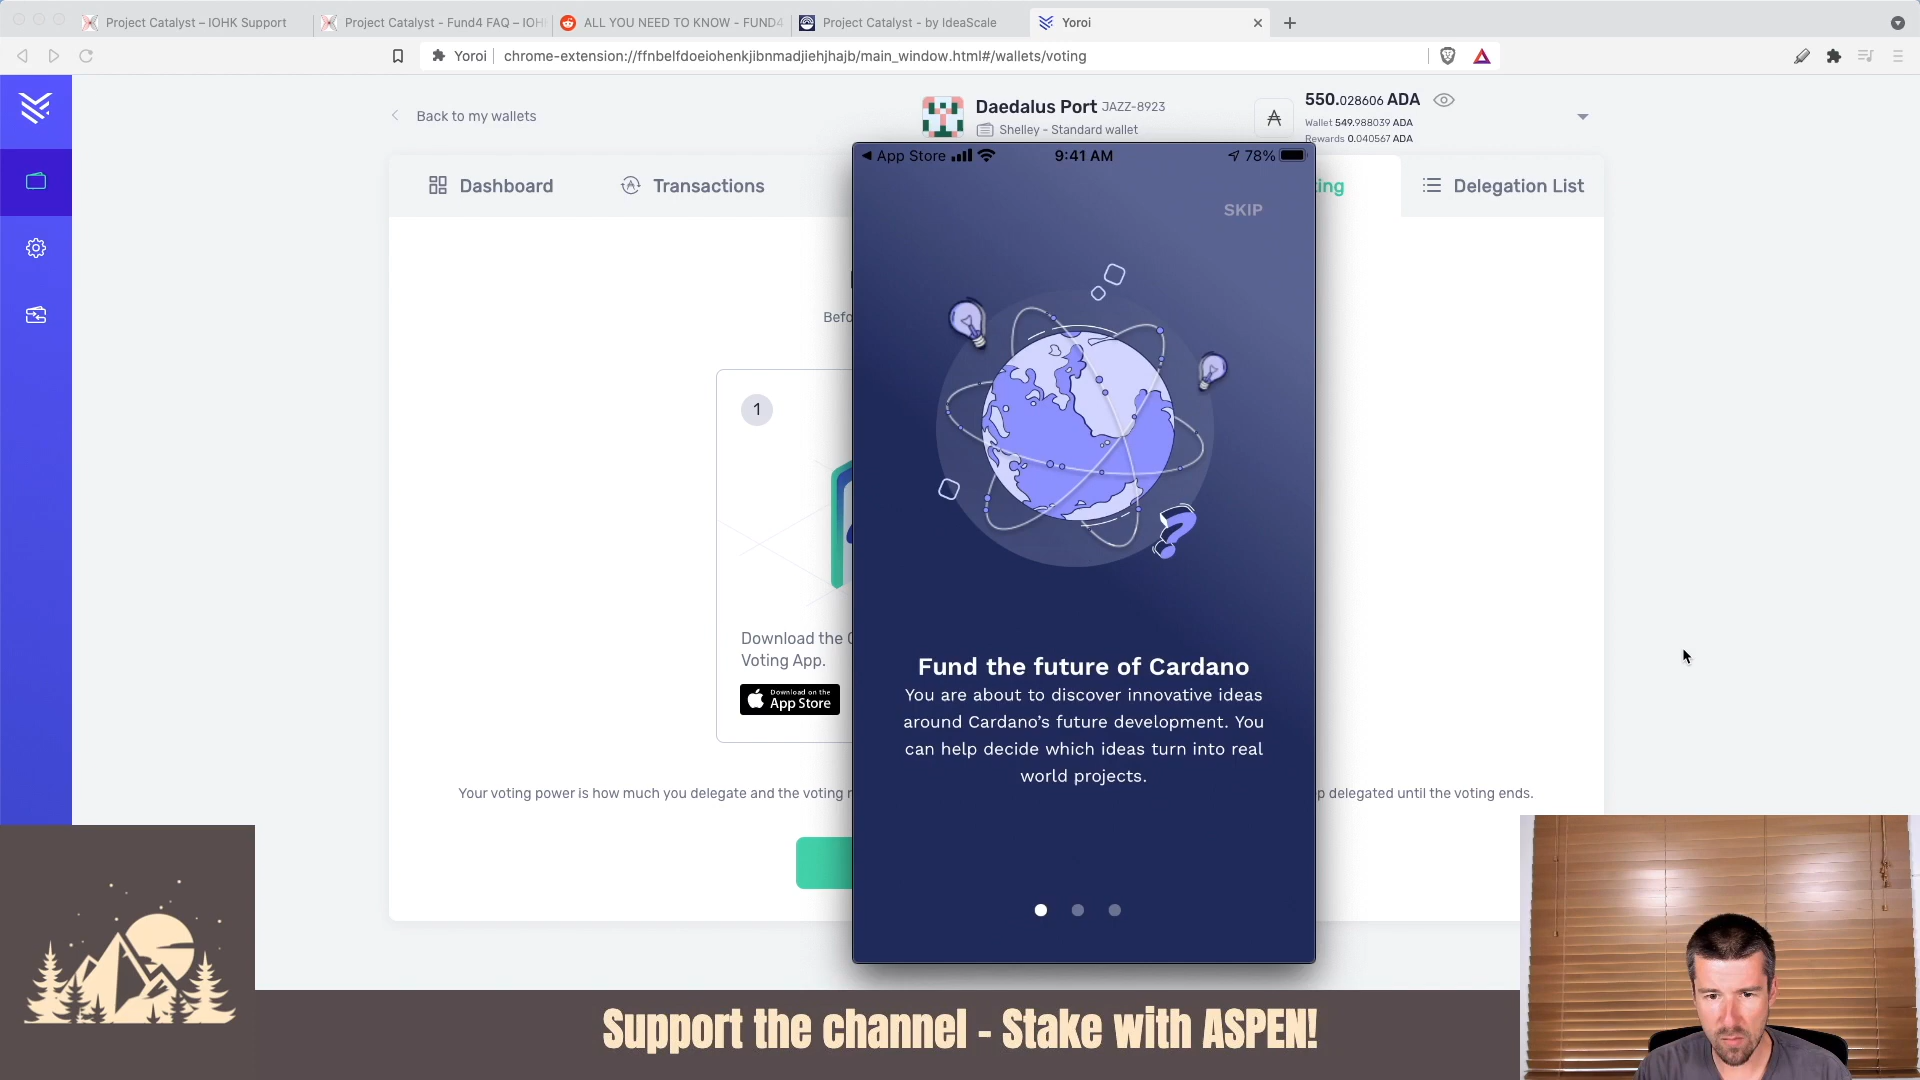 Project Catalyst – IOHK Support
Project Catalyst - Fund4 FAQ – IOH
ALL YOU NEED TO KNOW - FUND4
Project Catalyst - by IdeaScale
Yoroi
Yoroi
chrome-extension://ffnbelfdoeiohenkjibnmadjiehjhajb/main_window.html#/wallets/voting
Back to my wallets
Daedalus Port JAZZ-8923
Shelley - Standard wallet
550.028606 ADA
Wallet 549.988039 ADA
Rewards 0.040567 ADA
Dashboard
Transactions
ting
Delegation List
App Store
9:41 AM
78%
SKIP
Befo
1
Download the
Voting App.
Download on the
App Store
Fund the future of Cardano
You are about to discover innovative ideas
around Cardano’s future development. You
can help decide which ideas turn into real
world projects.
Your voting power is how much you delegate and the voting
p delegated until the voting ends.
Support the channel - Stake with ASPEN!